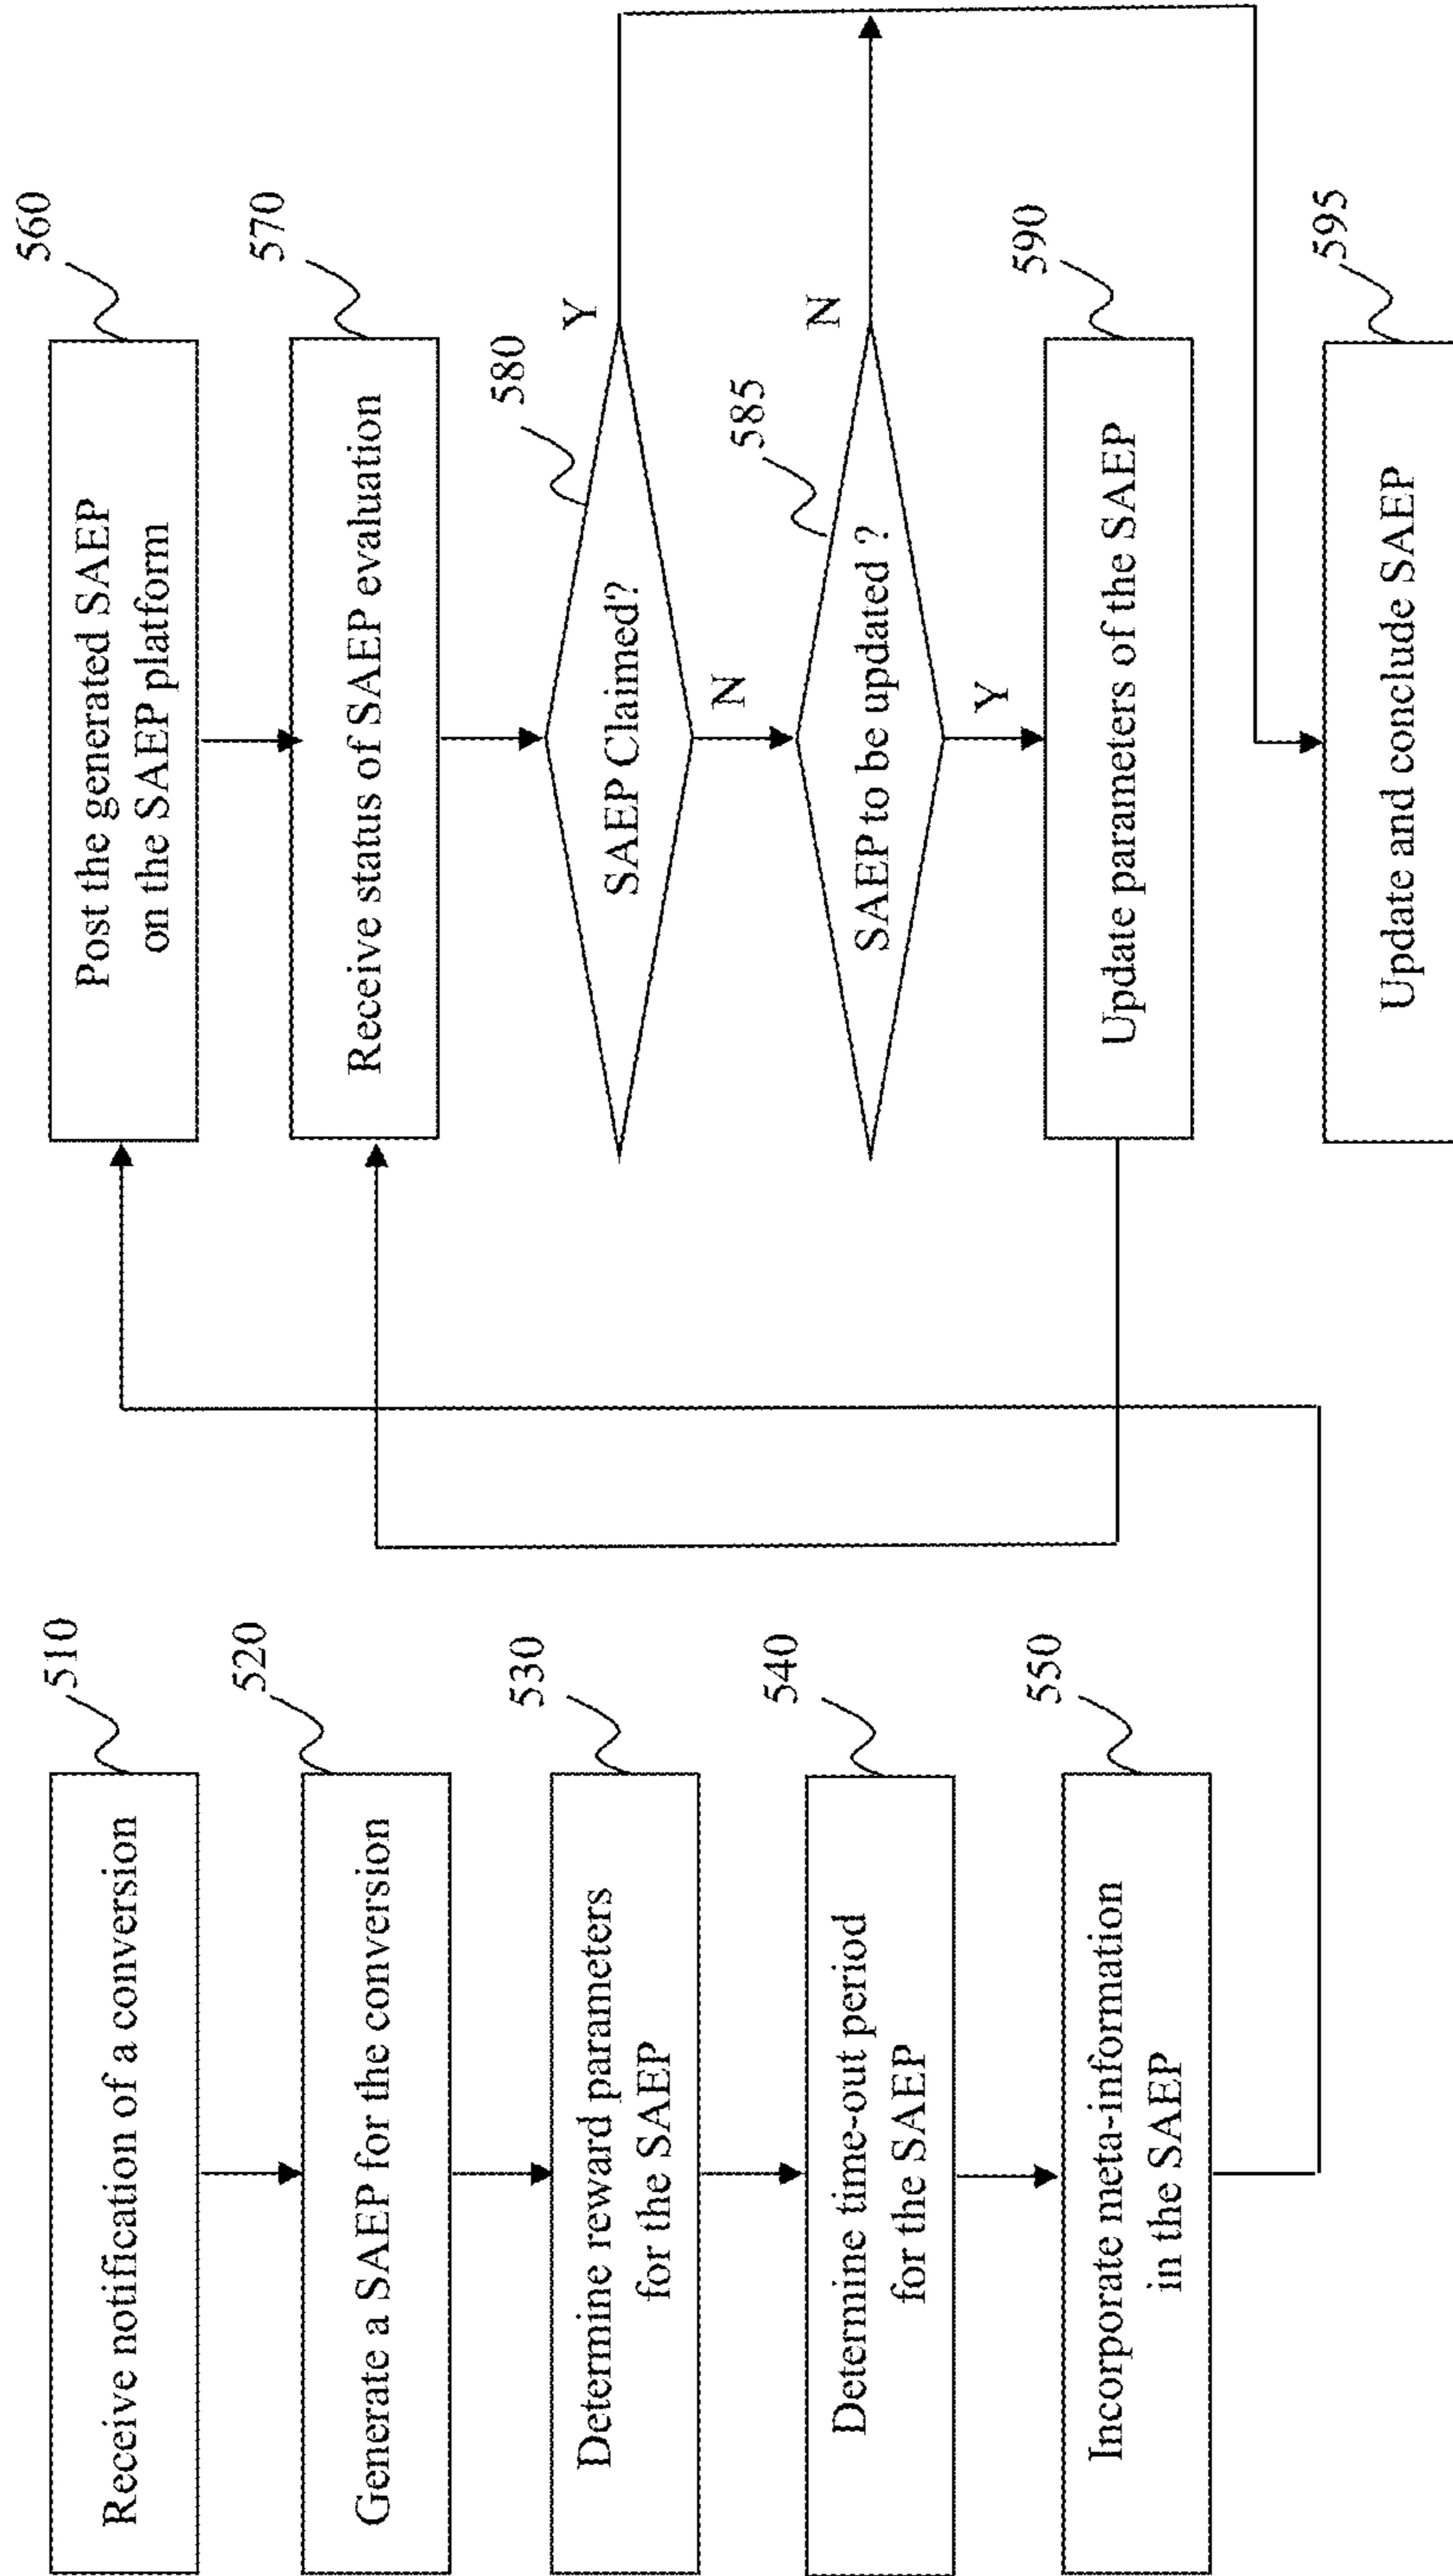 510
Receive notification of a conversion
520
Generate a SAEP for the conversion
530
Determine reward parameters
for the SAEP
540
Determine time-out period
for the SAEP
550
Incorporate meta-information
in the SAEP
560
Post the generated SAEP
on the SAEP platform
570
Receive status of SAEP evaluation
580
SAEP Claimed?
Y
N
585
SAEP to be updated ?
N
Y
590
Update parameters of the SAEP
595
Update and conclude SAEP